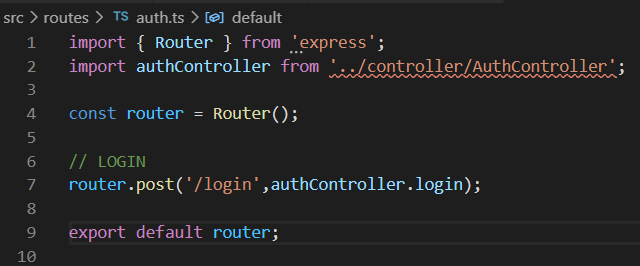 src > routes > TS auth.ts > default
1 import { Router } from 'express';
2 import authController from '../controller/AuthController';
3
4 const router = Router();
5
6 // LOGIN
7 router.post('/login',authController.login);
8
9 export default router;
10